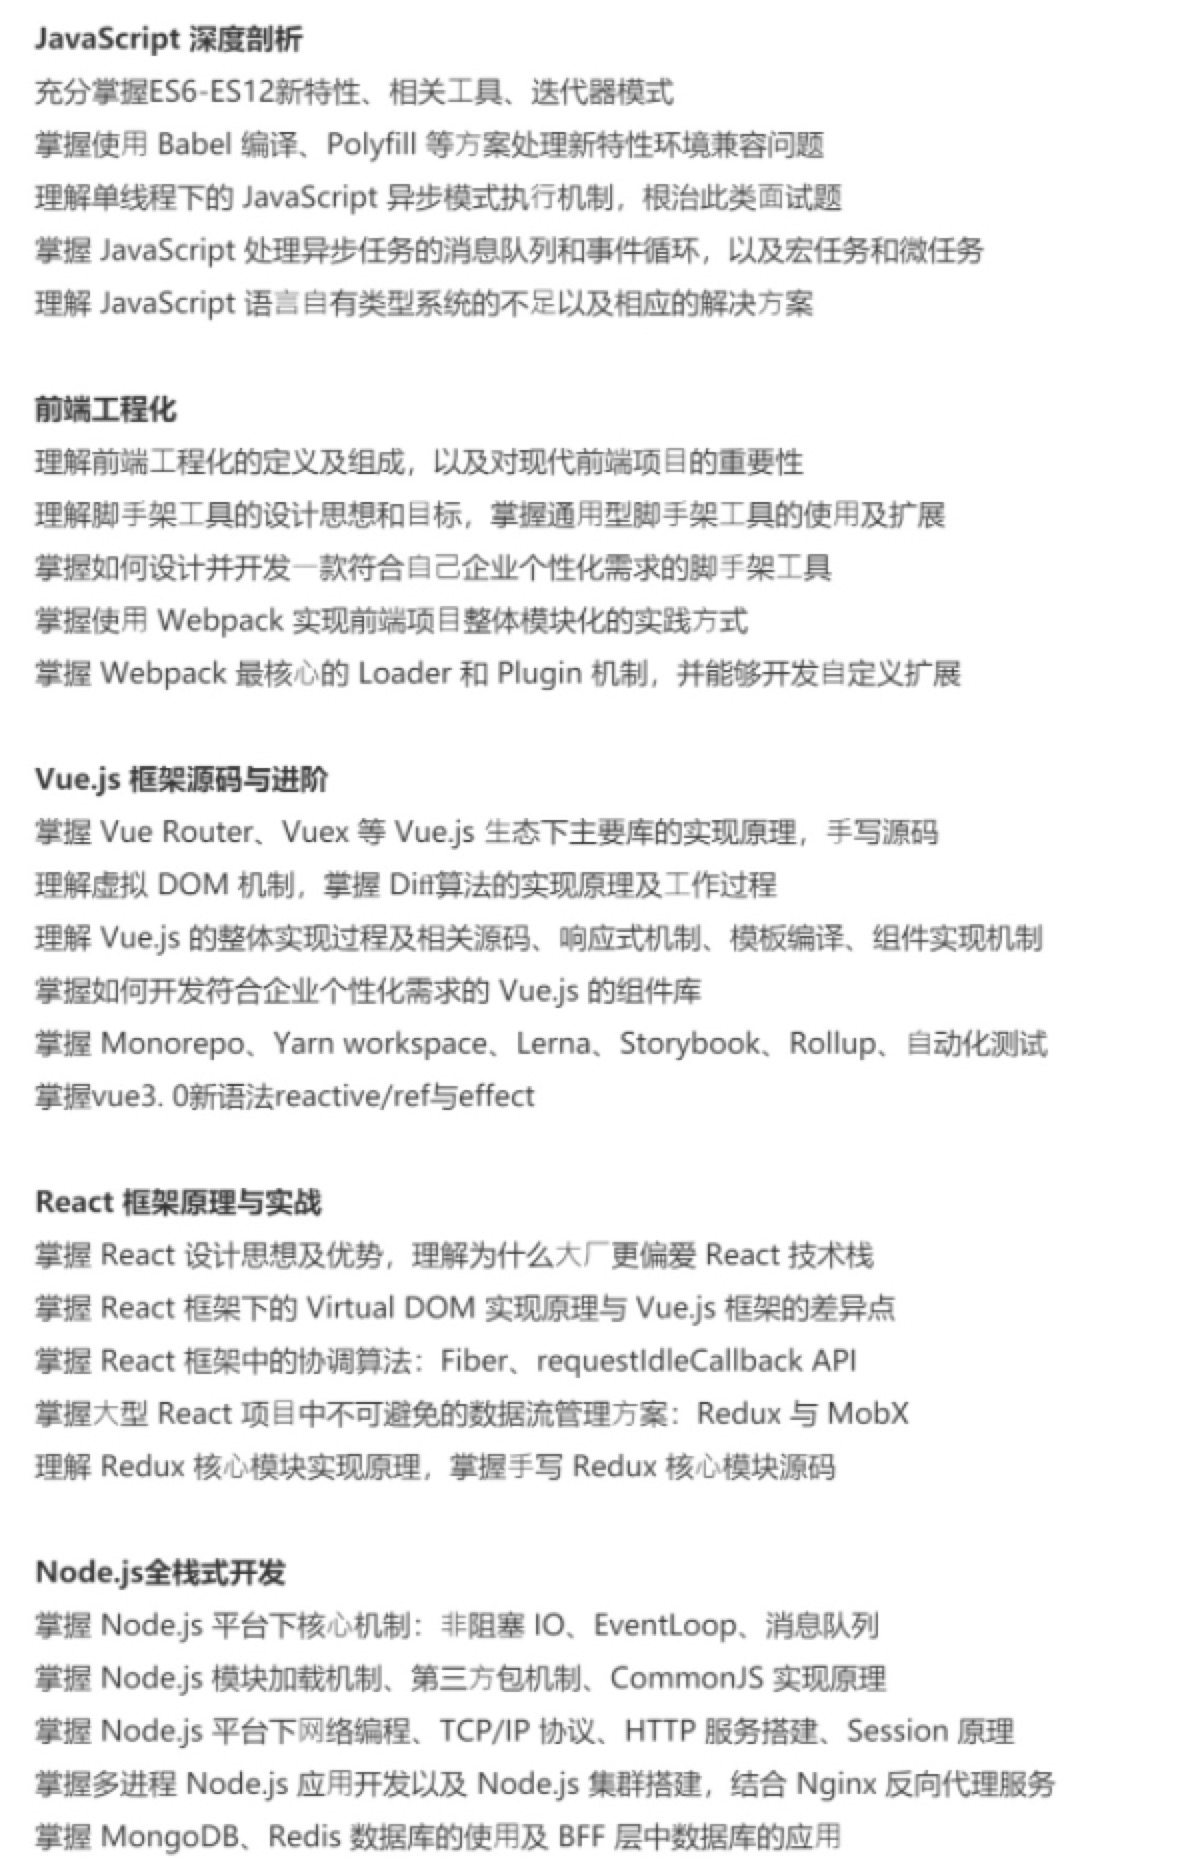 JavaScript 深度剖析
充分掌握ES6-ES12新特性、相关工具、迭代器模式
掌握使用 Babel 编译、Polyfill 等方案处理新特性环境兼容问题
理解单线程下的 JavaScript 异步模式执行机制，根治此类面试题
掌握 JavaScript 处理异步任务的消息队列和事件循环，以及宏任务和微任务
理解 JavaScript 语言自有类型系统的不足以及相应的解决方案
前端工程化
理解前端工程化的定义及组成，以及对现代前端项目的重要性
理解脚手架工具的设计思想和目标，掌握通用型脚手架工具的使用及扩展
掌握如何设计并开发一款符合自己企业个性化需求的脚手架工具
掌握使用 Webpack 实现前端项目整体模块化的实践方式
掌握 Webpack 最核心的 Loader 和 Plugin 机制，并能够开发自定义扩展
Vue.js 框架源码与进阶
掌握 Vue Router、Vuex 等 Vue.js 生态下主要库的实现原理，手写源码
理解虚拟 DOM 机制，掌握 Diff算法的实现原理及工作过程
理解 Vue.js 的整体实现过程及相关源码、响应式机制、模板编译、组件实现机制
掌握如何开发符合企业个性化需求的 Vue.js 的组件库
掌握 Monorepo、Yarn workspace、Lerna、Storybook、Rollup、自动化测试
掌握vue3. 0新语法reactive/ref与effect
React 框架原理与实战
掌握 React 设计思想及优势，理解为什么大厂更偏爱 React 技术栈
掌握 React 框架下的 Virtual DOM 实现原理与 Vue.js 框架的差异点
掌握 React 框架中的协调算法：Fiber、requestIdleCallback API
掌握大型 React 项目中不可避免的数据流管理方案：Redux 与 MobX
理解 Redux 核心模块实现原理，掌握手写 Redux 核心模块源码
Node.js全栈式开发
掌握 Node.js 平台下核心机制：非阻塞 IO、EventLoop、消息队列
掌握 Node.js 模块加载机制、第三方包机制、CommonJS 实现原理
掌握 Node.js 平台下网络编程、TCP/IP 协议、HTTP 服务搭建、Session 原理
掌握多进程 Node.js 应用开发以及 Node.js 集群搭建，结合 Nginx 反向代理服务
掌握 MongoDB、Redis 数据库的使用及 BFF 层中数据库的应用